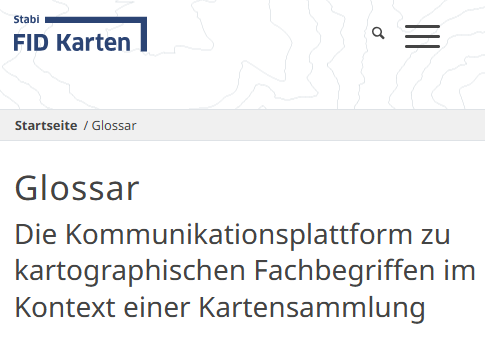 Stabi
FID Karten
Startseite / Glossar
Glossar
Die Kommunikationsplattform zu
kartographischen Fachbegriffen im
Kontext einer Kartensammlung